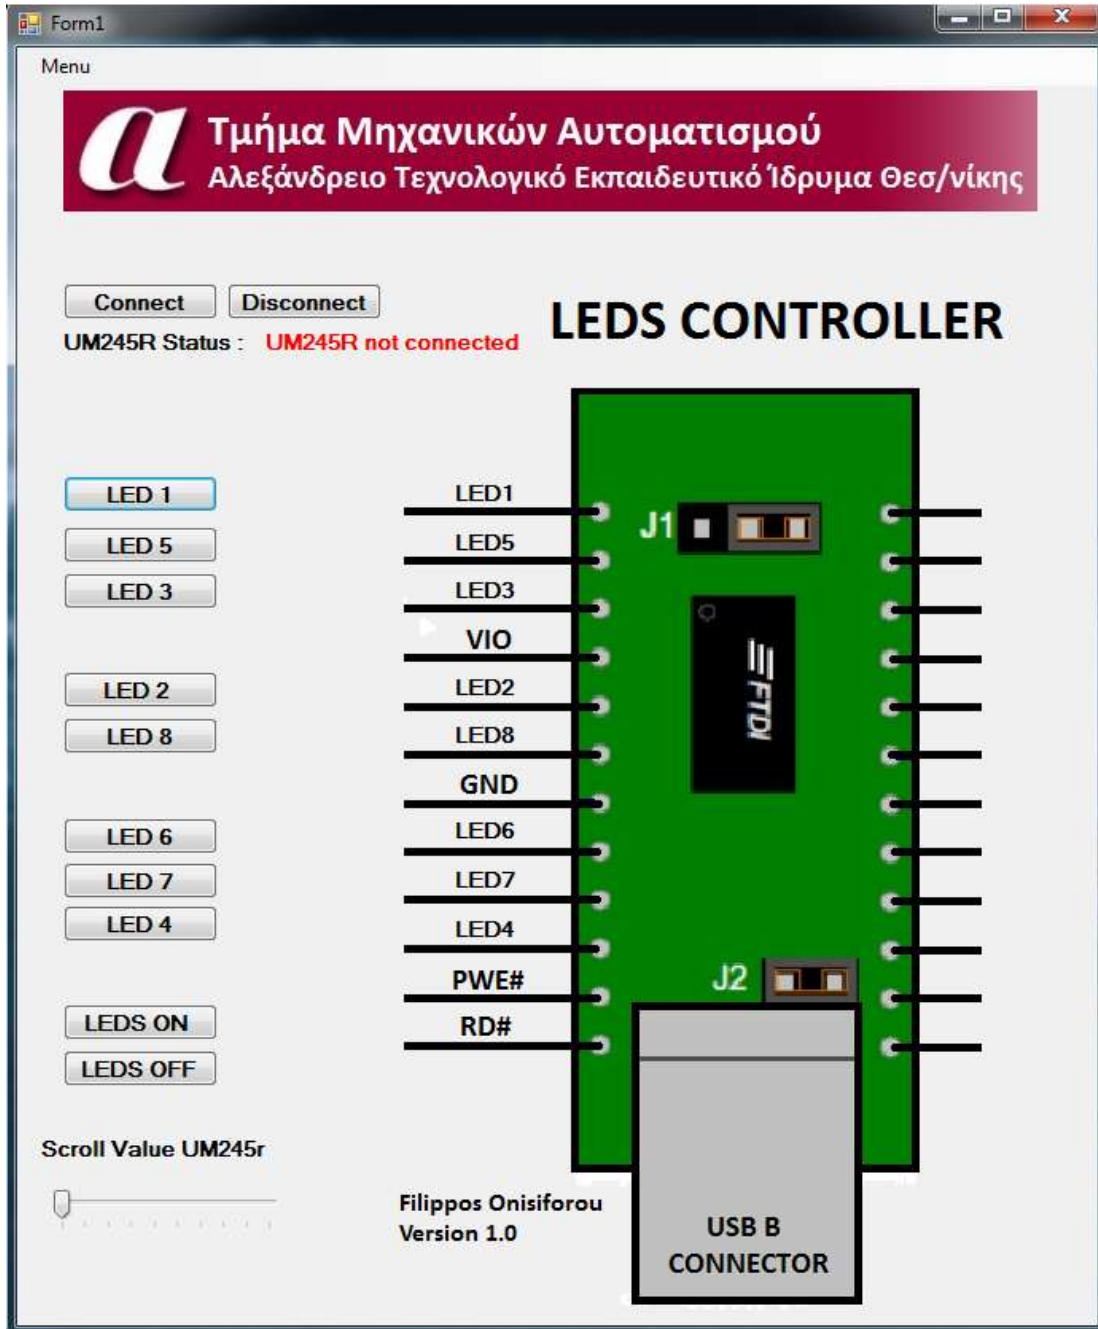 Form1
Menu
α Τμήμα Μηχανικών Αυτοματισμού
Αλεξάνδρειο Τεχνολογικό Εκπαιδευτικό Ίδρυμα Θεσ/νίκης
Connect Disconnect
UM245R Status : UM245R not connected
LEDS CONTROLLER
LED 1
LED 5
LED 3
LED 2
LED 8
LED 6
LED 7
LED 4
LEDS ON
LEDS OFF
Scroll Value UM245r
LED1
LED5
LED3
VIO
LED2
LED8
GND
LED6
LED7
LED4
PWE#
RD#
J1
FTDI
J2
USB B
CONNECTOR
Filippos Onisiforou
Version 1.0